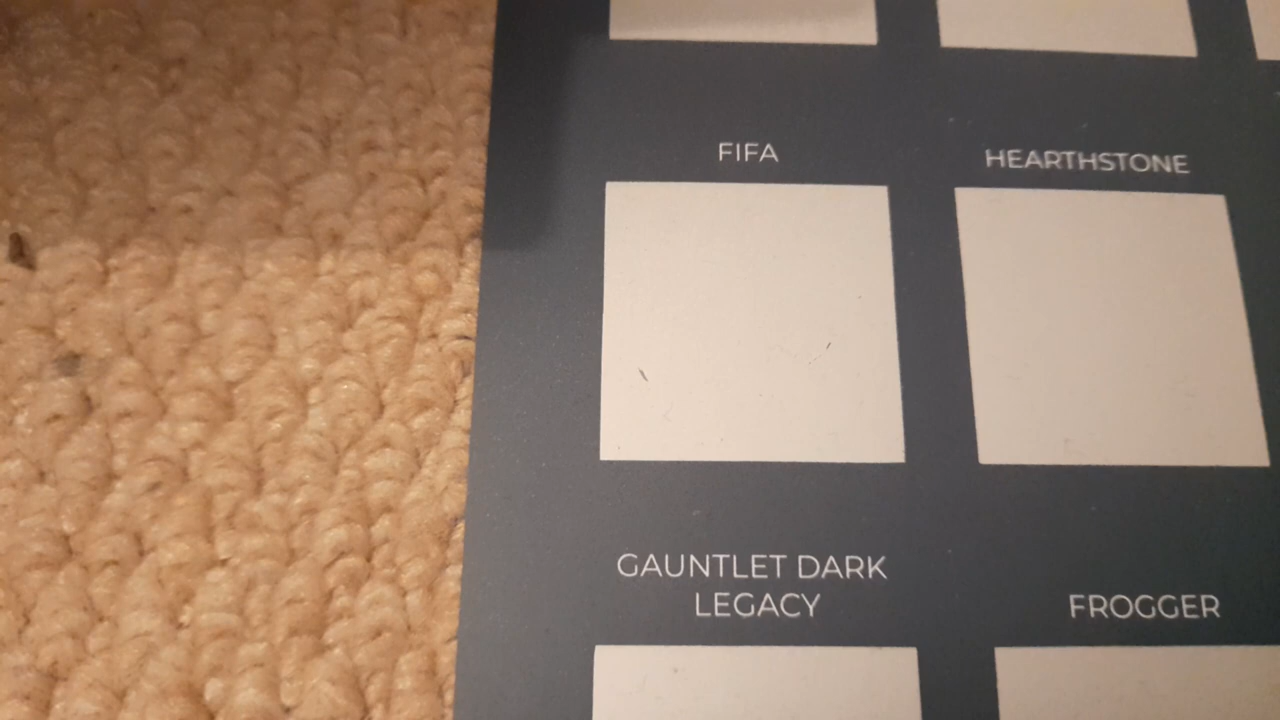 FIFA
HEARTHSTONE
GAUNTLET DARK
LEGACY
FROGGER